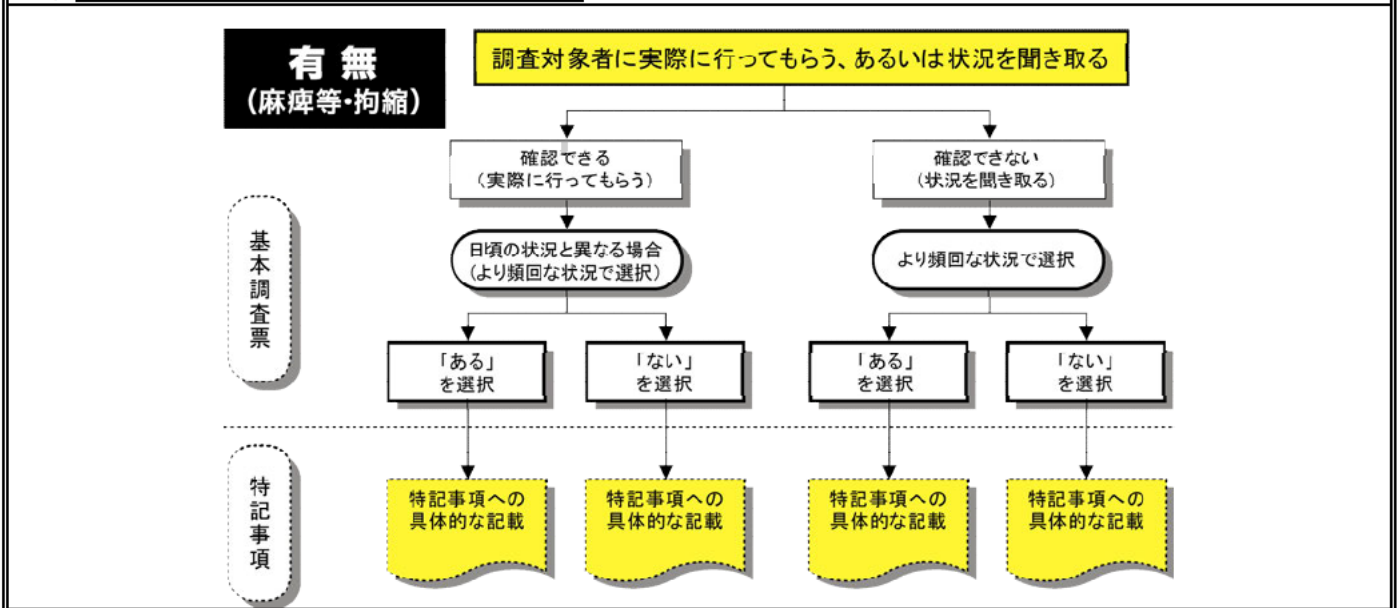 有無
(麻痺等・拘縮)
調査対象者に実際に行ってもらう、あるいは状況を聞き取る
確認できる
(実際に行ってもらう)
確認できない
(状況を聞き取る)
基本調査票
日頃の状況と異なる場合
(より頻回な状況で選択)
より頻回な状況で選択
「ある」
を選択
「ない」
を選択
「ある」
を選択
「ない」
を選択
特記事項
特記事項への
具体的な記載
特記事項への
具体的な記載
特記事項への
具体的な記載
特記事項への
具体的な記載